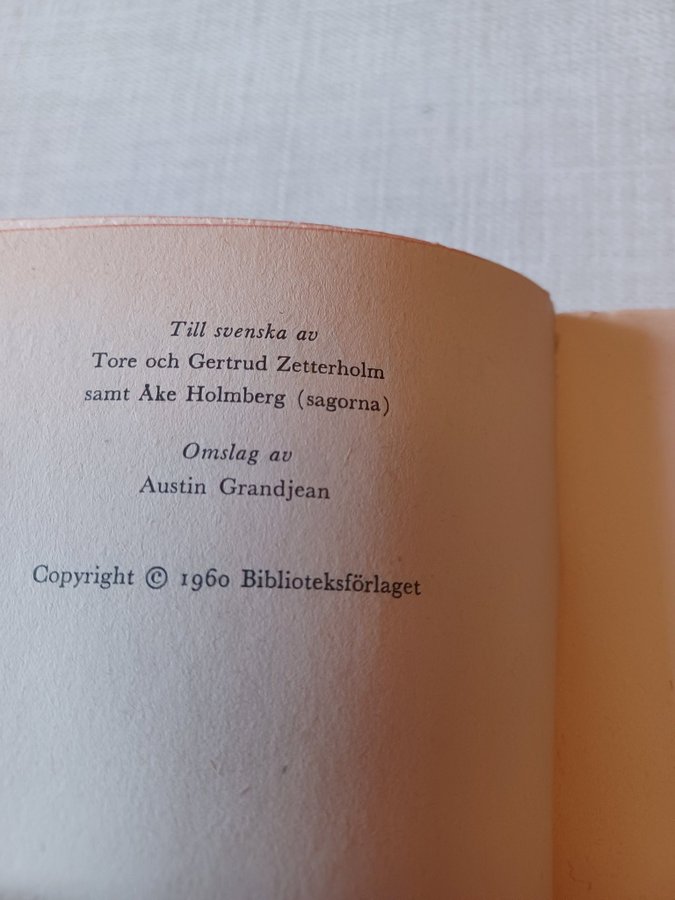 Till svenska av
Tore och Gertrud Zetterholm
samt Åke Holmberg (sagorna)
Omslag av
Austin Grandjean
Copyright © 1960 Biblioteksförlaget